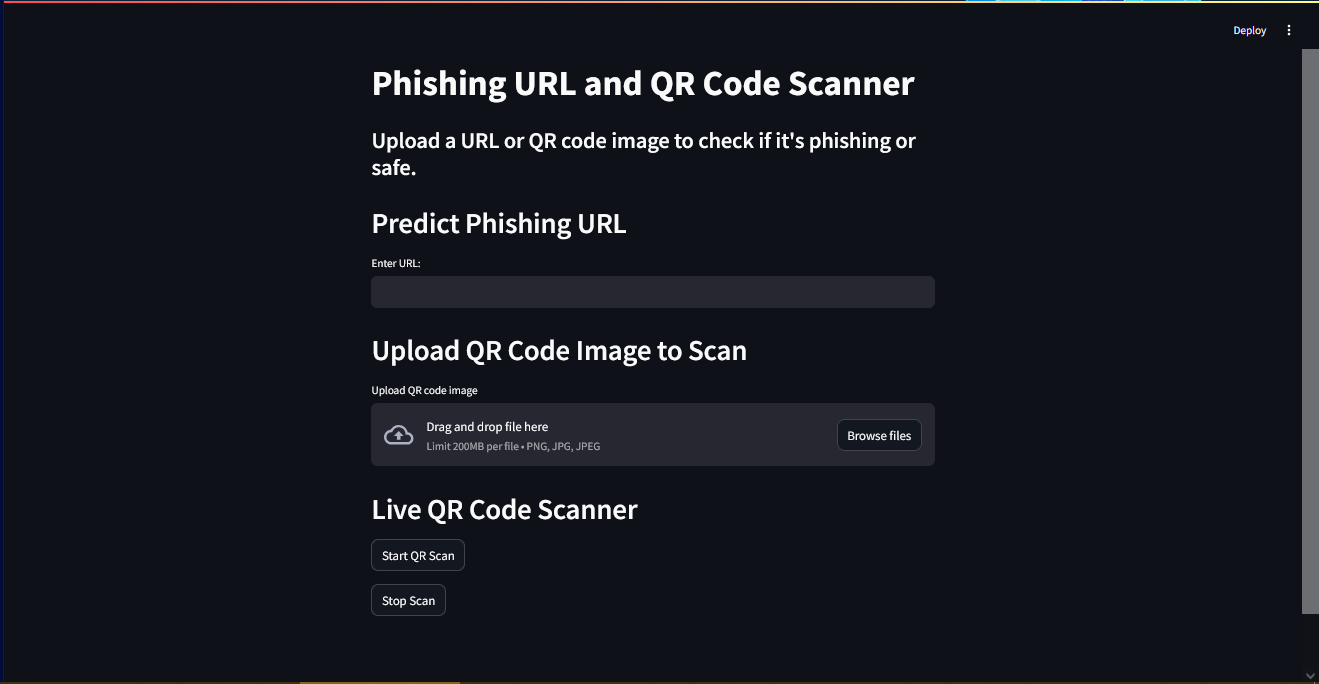 Deploy
Phishing URL and QR Code Scanner
Upload a URL or QR code image to check if it's phishing or
safe.
Predict Phishing URL
Enter URL:
Upload QR Code Image to Scan
Upload QR code image
Drag and drop file here
Limit 200MB per file • PNG, JPG, JPEG
Browse files
Live QR Code Scanner
Start QR Scan
Stop Scan